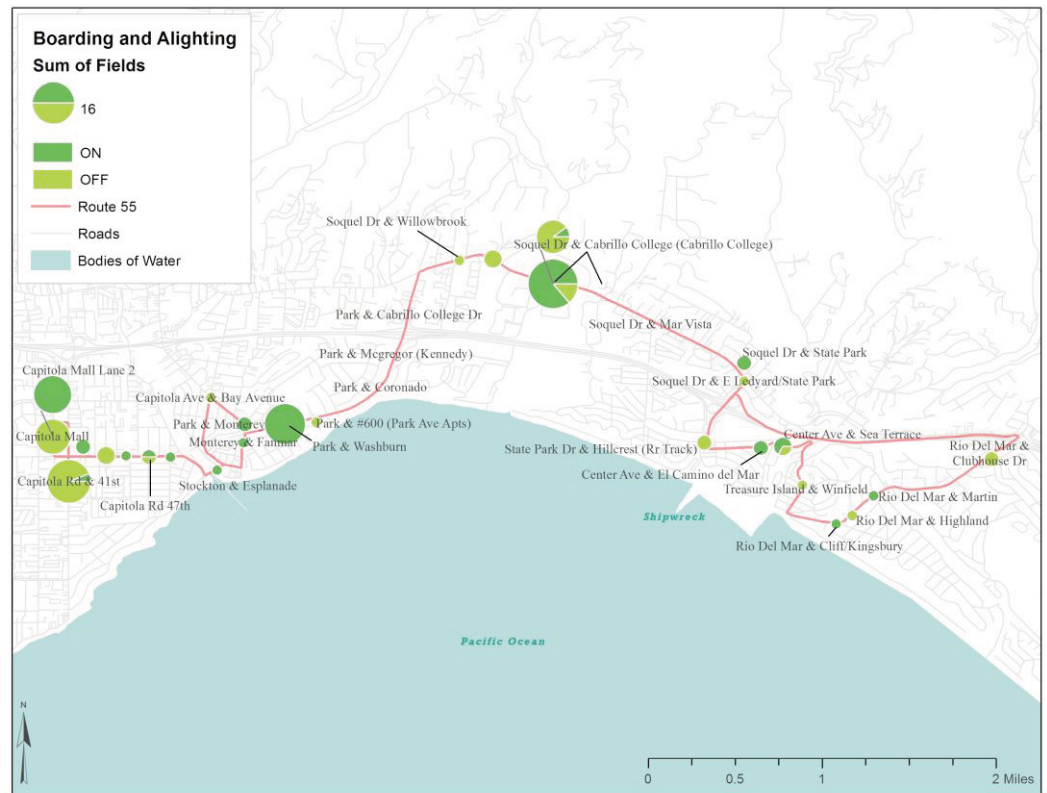 Boarding and Alighting
Sum of Fields
16
ON
OFF
Route 55
Roads
Bodies of Water
Soquel Dr & Willowbrook
Soquel Dr & Cabrillo College (Cabrillo College)
Park & Cabrillo College Dr
Soquel Dr & Mar Vista
Park & Mcgregor (Kennedy)
Soquel Dr & State Park
Capitola Mall Lane 2
Park & Coronado
Soquel Dr & E Ledyard/State Park
Capitola Ave & Bay Avenue
Park & Monterey
Park & #600 (Park Ave Apts)
Capitola Mall
Monterey & Fanmar
Park & Washburn
Center Ave & Sea Terrace
State Park Dr & Hillcrest (Rr Track)
Rio Del Mar &
Clubhouse Dr
Center Ave & El Camino del Mar
Capitola Rd & 41st
Stockton & Esplanade
Treasure Island & Winfield
Capitola Rd 47th
Rio Del Mar & Martin
Shipwreck
Rio Del Mar & Highland
Rio Del Mar & Cliff/Kingsbury
Pacific Ocean
N
0 0.5 1 2 Miles